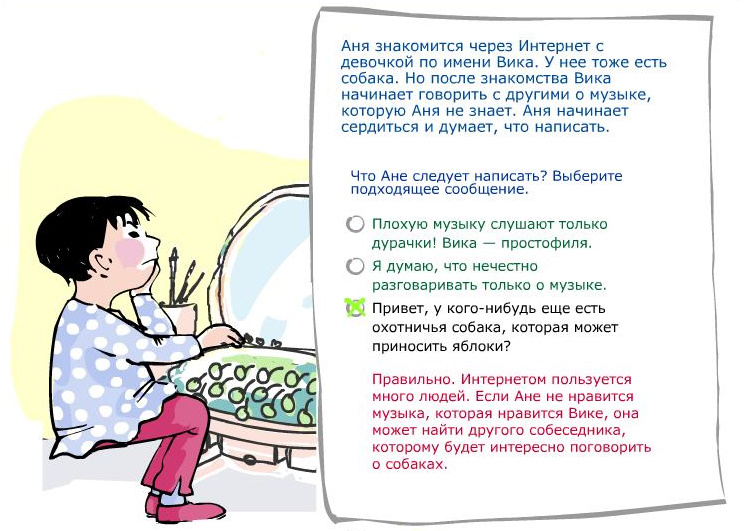 Аня знакомится через Интернет с
девочкой по имени Вика. У нее тоже есть
собака. Но после знакомства Вика
начинает говорить с другими о музыке,
которую Аня не знает. Аня начинает
сердиться и думает, что написать.
Что Ане следует написать? Выберите
подходящее сообщение.
Плохую музыку слушают только
дурачки! Вика — простофиля.
Я думаю, что нечестно
разговаривать только о музыке.
Привет, у кого-нибудь еще есть
охотничья собака, которая может
приносить яблоки?
Правильно. Интернетом пользуется
много людей. Если Ане не нравится
музыка, которая нравится Вике, она
может найти другого собеседника,
которому будет интересно поговорить
о собаках.